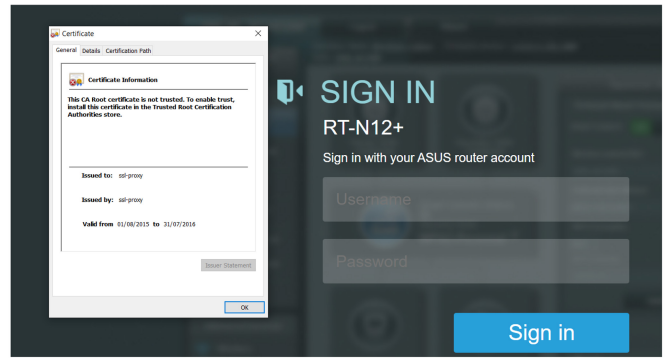 Certificate
General Details Certification Path
Certificate Information
This CA Root certificate is not trusted. To enable trust,
install this certificate in the Trusted Root Certification
Authorities store.
Issued to: ssl-proxy
Issued by: ssl-proxy
Valid from 01/08/2015 to 31/07/2016
Issuer Statement
OK
SIGN IN
RT-N12+
Sign in with your ASUS router account
Username
Password
Sign in